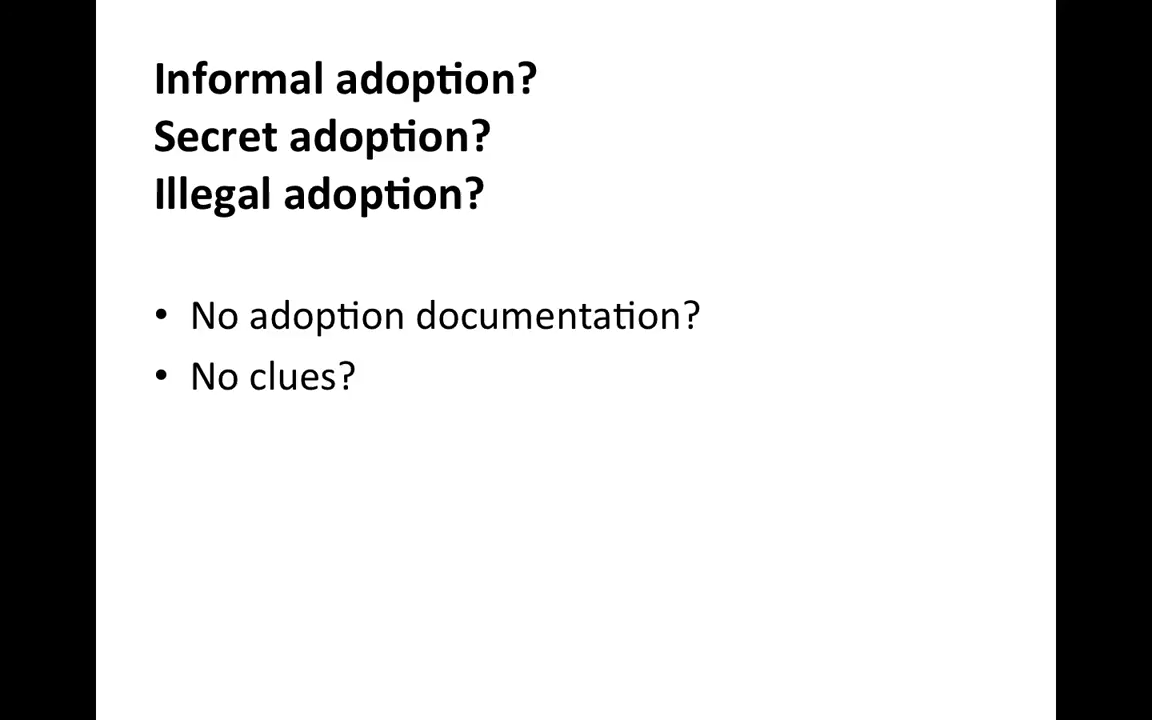 Informal adoption?
Secret adoption?
Illegal adoption?
• No adoption documentation?
• No clues?